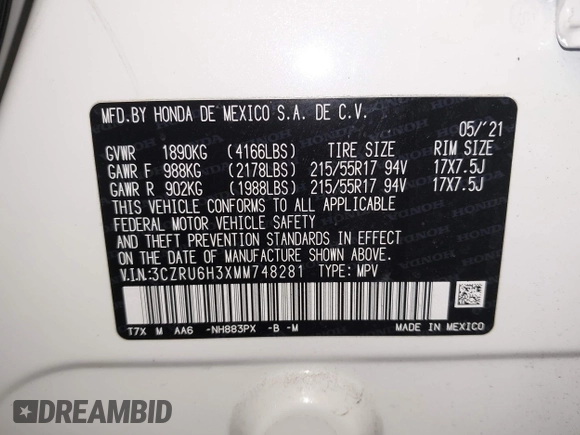 MFD.BY HONDA DE MEXICO S.A. DE C.V.
05/'21
GVWR 1890KG (4166LBS) TIRE SIZE RIM SIZE
GAWR F 988KG (2178LBS) 215/55R17 94V 17X7.5J
GAWR R 902KG (1988LBS) 215/55R17 94V 17X7.5J
THIS VEHICLE CONFORMS TO ALL APPLICABLE
FEDERAL MOTOR VEHICLE SAFETY
AND THEFT PREVENTION STANDARDS IN EFFECT
ON THE DATE OF MANUFACTURE SHOWN ABOVE.
V.I.N.:3CZRU6H3XMM748281 TYPE: MPV
T7X M AA6 -NH883PX -B -M MADE IN MEXICO
DREAMBID